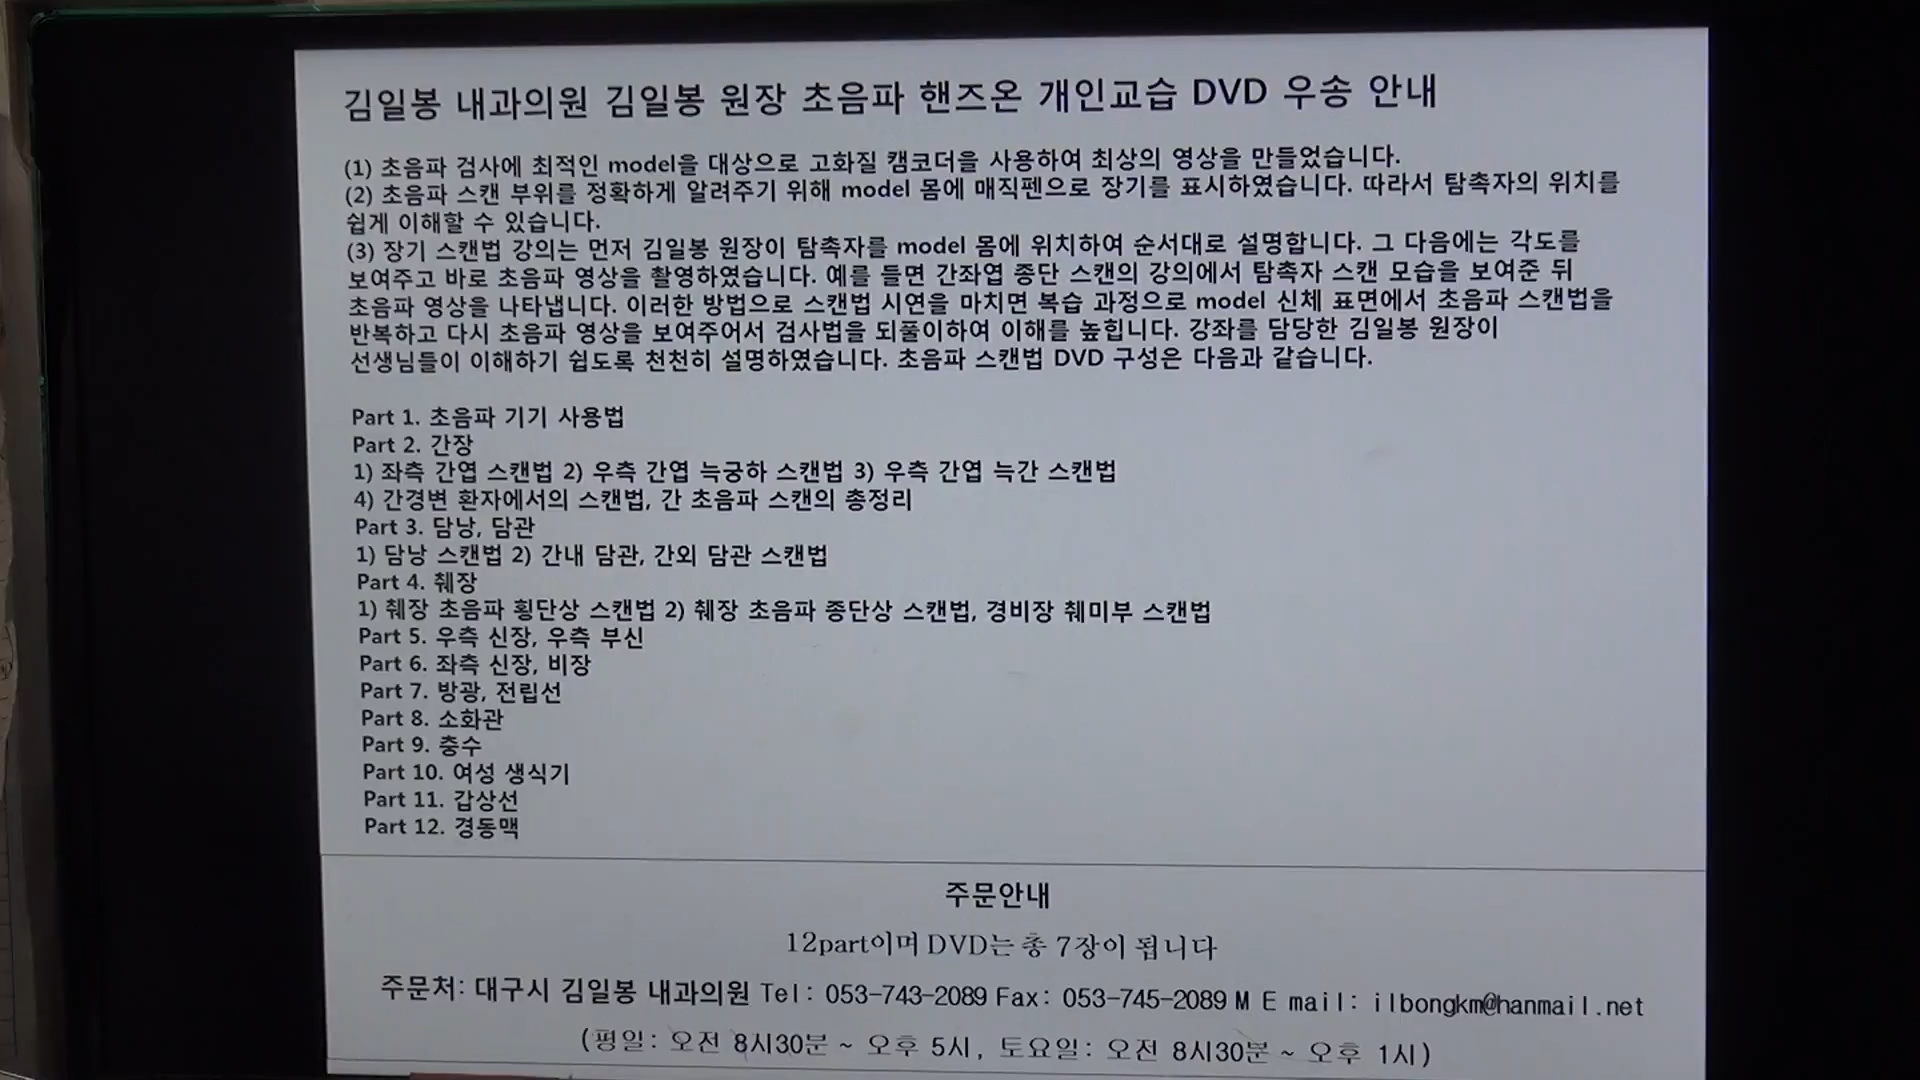 김일봉 내과의원 김일봉 원장 초음파 핸즈온 개인교습 DVD 우송 안내
(1) 초음파 검사에 최적인 model을 대상으로 고화질 캠코더을 사용하여 최상의 영상을 만들었었습니다.
(2) 초음파 스캔 부위를 정확하게 알려주기 위해 model 몸에 매직펜으로 장기를 표시하였습니다. 따라서 탐촉자의 위치를
쉽게 이해할 수 있습니다.
(3) 장기 스캔법 강의는 먼저 김일봉 원장이 탐촉자를 model 몸에 위치하여 순서대로 설명합니다. 그 다음에는 각도를
보여주고 바로 초음파 영상을 촬영하였습니다. 예를 들면 간좌엽 종단 스캔의 강의에서 탐촉자 스캔 모습을 보여준 뒤
초음파 영상을 나타냅니다. 이러한 방법으로 스캔법 시연을 마치면 복습 과정으로 model 신체 표면에서 초음파 스캔법을
반복하고 다시 초음파 영상을 보여주어서 검사법을 되풀이하여 이해를 높힙니다. 강좌를 담당한 김일봉 원장이
선생님들이 이해하기 쉽도록 천천히 설명하였습니다. 초음파 스캔법 DVD 구성은 다음과 같습니다.
Part 1. 초음파 기기 사용법
Part 2. 간장
1) 좌측 간엽 스캔법 2) 우측 간엽 늑궁하 스캔법 3) 우측 간엽 늑간 스캔법
4) 간경변 환자에서의 스캔법, 간 초음파 스캔의 총정리
Part 3. 담낭, 담관
1) 담낭 스캔법 2) 간내 담관, 간외 담관 스캔법
Part 4. 췌장
1) 췌장 초음파 횡단상 스캔법 2) 췌장 초음파 종단상 스캔법, 경비장 췌미부 스캔법
Part 5. 우측 신장, 우측 부신
Part 6. 좌측 신장, 비장
Part 7. 방광, 전립선
Part 8. 소화관
Part 9. 충수
Part 10. 여성 생식기
Part 11. 갑상선
Part 12. 경동맥
주문안내
12part이며 DVD는 총 7장이 됩니다
주문처: 대구시 김일봉 내과의원 Tel: 053-743-2089 Fax: 053-745-2089 M E mail: ilbongkm@hanmail.net
(평일: 오전 8시30분 ~ 오후 5시, 토요일: 오전 8시30분 ~ 오후 1시)